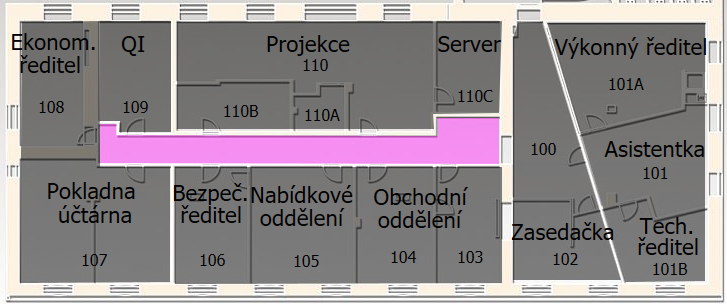 Ekonom.
ředitel
108
QI
109
Projekce
110
110B
110A
Server
110C
Výkonný ředitel
101A
100
Asistentka
101
Pokladna
účtárna
107
Bezpeč.
ředitel
106
Nabídkové
oddělení
105
Obchodní
oddělení
104
103
Zasedačka
102
Tech.
ředitel
101B